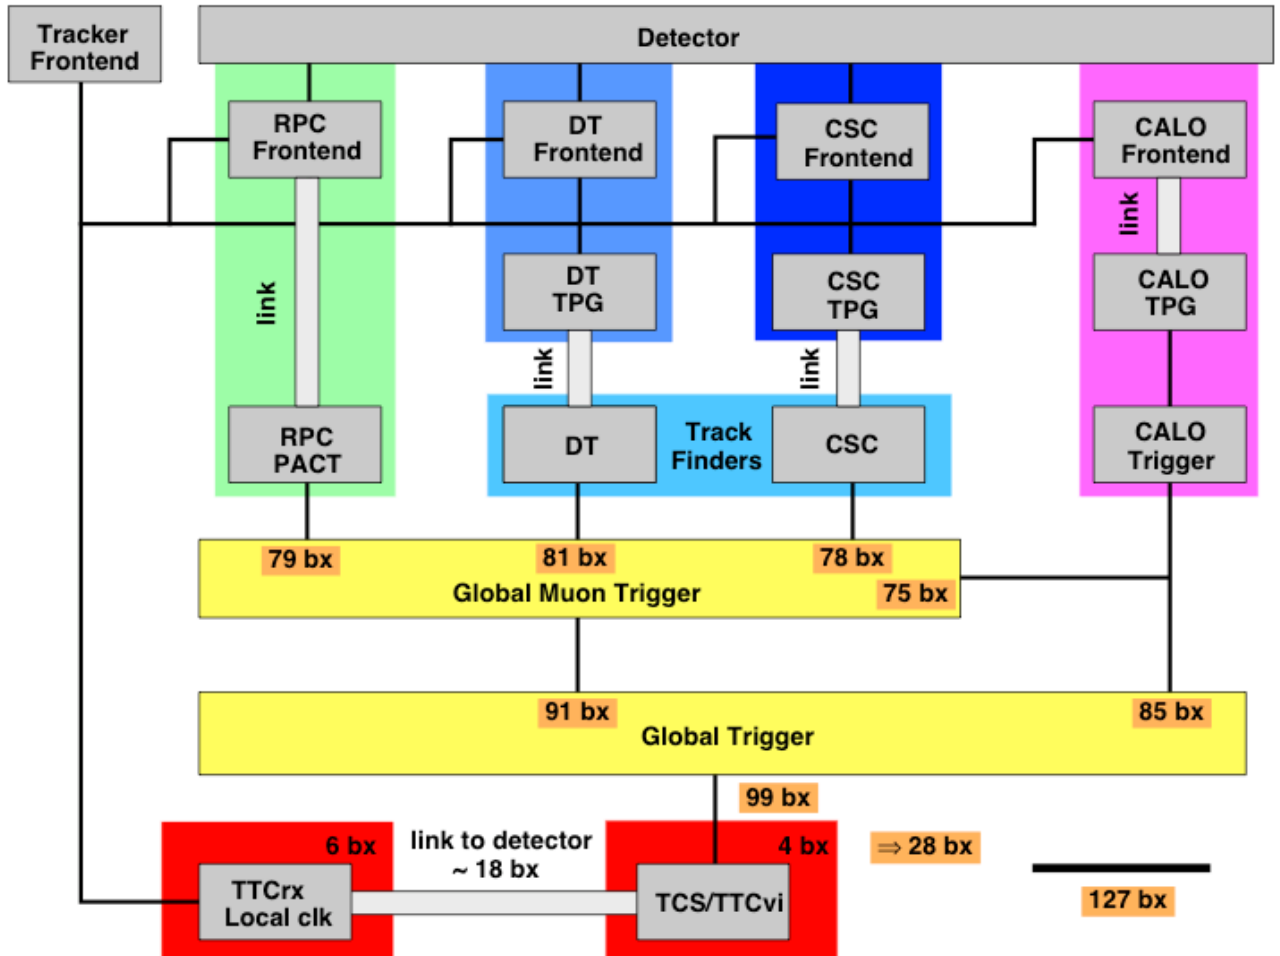 Tracker
Frontend
Detector
RPC
Frontend
DT
Frontend
CSC
Frontend
CALO
Frontend
link
DT
TPG
CSC
TPG
CALO
TPG
link
link
link
RPC
PACT
DT
Track
Finders
CSC
CALO
Trigger
79 bx
81 bx
78 bx
Global Muon Trigger
75 bx
91 bx
85 bx
Global Trigger
99 bx
6 bx
link to detector
~ 18 bx
4 bx
⇒ 28 bx
TTCrx
Local clk
TCS/TTCvi
127 bx